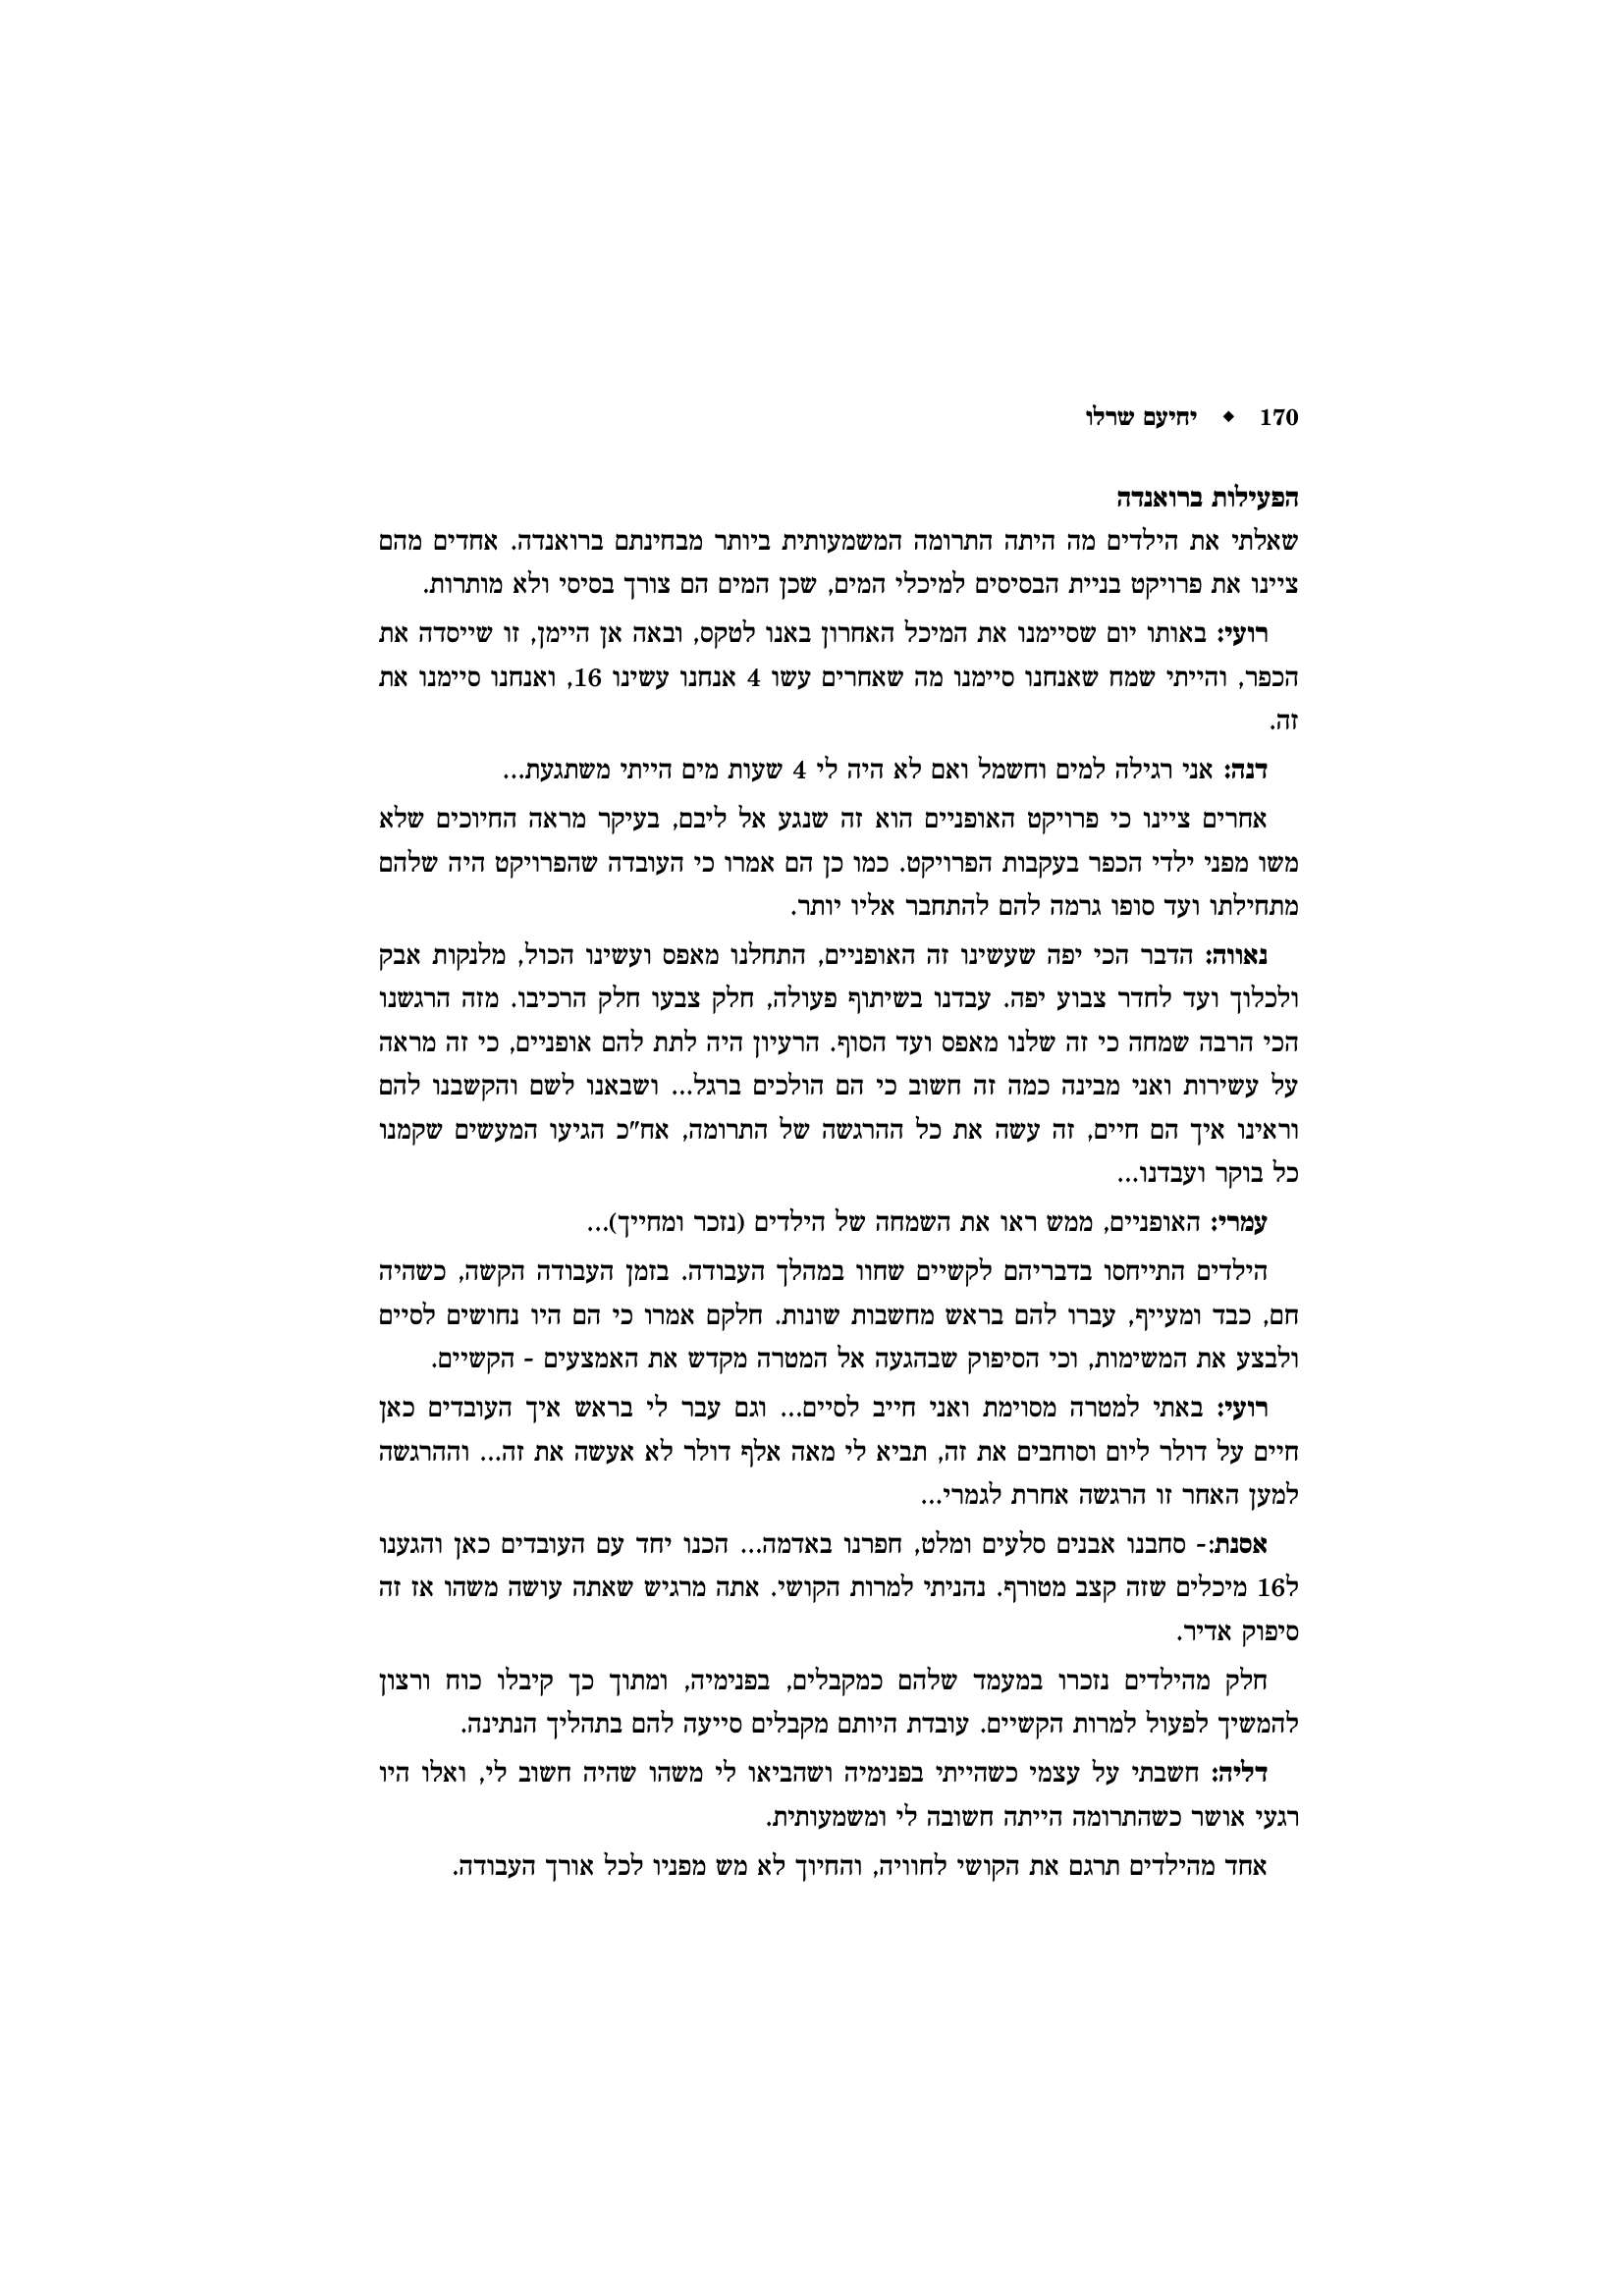 170 ◆ יחיעם שרלו
הפעילות ברואנדה
שאלתי את הילדים מה היתה התרומה המשמעותית ביותר מבחינתם ברואנדה. אחדים מהם
ציינו את פרויקט בניית הבסיסים למיכלי המים, שכן המים הם צורך בסיסי ולא מותרות.
רועי: באותו יום שסיימנו את המיכל האחרון באנו לטקס, ובאה אן היימן, זו שייסדה את
הכפר, והייתי שמח שאנחנו סיימנו מה שאחרים עשו 4 אנחנו עשינו 16, ואנחנו סיימנו את
זה.
דנה: אני רגילה למים וחשמל ואם לא היה לי 4 שעות מים הייתי משתגעת...
אחרים ציינו כי פרויקט האופניים הוא זה שנגע אל ליבם, בעיקר מראה החיוכים שלא
משו מפני ילדי הכפר בעקבות הפרויקט. כמו כן הם אמרו כי העובדה שהפרויקט היה שלהם
מתחילתו ועד סופו גרמה להם להתחבר אליו יותר.
נאווה: הדבר הכי יפה שעשינו זה האופניים, התחלנו מאפס ועשינו הכול, מלנקות אבק
ולכלוך ועד לחדר צבוע יפה. עבדנו בשיתוף פעולה, חלק צבעו חלק הרכיבו. מזה הרגשנו
הכי הרבה שמחה כי זה שלנו מאפס ועד הסוף. הרעיון היה לתת להם אופניים, כי זה מראה
על עשירות ואני מבינה כמה זה חשוב כי הם הולכים ברגל... ושבאנו לשם והקשבנו להם
וראינו איך הם חיים, זה עשה את כל ההרגשה של התרומה, אח"כ הגיעו המעשים שקמנו
כל בוקר ועבדנו...
עמרי: האופניים, ממש ראו את השמחה של הילדים (נזכר ומחייך)...
הילדים התייחסו בדבריהם לקשיים שחוו במהלך העבודה. בזמן העבודה הקשה, כשהיה
חם, כבד ומעייף, עברו להם בראש מחשבות שונות. חלקם אמרו כי הם היו נחושים לסיים
ולבצע את המשימות, וכי הסיפוק שבהגעה אל המטרה מקדש את האמצעים - הקשיים.
רועי: באתי למטרה מסוימת ואני חייב לסיים... וגם עבר לי בראש איך העובדים כאן
חיים על דולר ליום וסוחבים את זה, תביא לי מאה אלף דולר לא אעשה את זה... וההרגשה
למען האחר זו הרגשה אחרת לגמרי...
אסנת:- סחבנו אבנים סלעים ומלט, חפרנו באדמה... הכנו יחד עם העובדים כאן והגענו
ל16 מיכלים שזה קצב מטורף. נהניתי למרות הקושי. אתה מרגיש שאתה עושה משהו אז זה
סיפוק אדיר.
חלק מהילדים נזכרו במעמד שלהם כמקבלים, בפנימיה, ומתוך כך קיבלו כוח ורצון
להמשיך לפעול למרות הקשיים. עובדת היותם מקבלים סייעה להם בתהליך הנתינה.
דליה: חשבתי על עצמי כשהייתי בפנימיה ושהביאו לי משהו שהיה חשוב לי, ואלו היו
רגעי אושר כשהתרומה הייתה חשובה לי ומשמעותית.
אחד מהילדים תרגם את הקושי לחוויה, והחיוך לא מש מפניו לכל אורך העבודה.